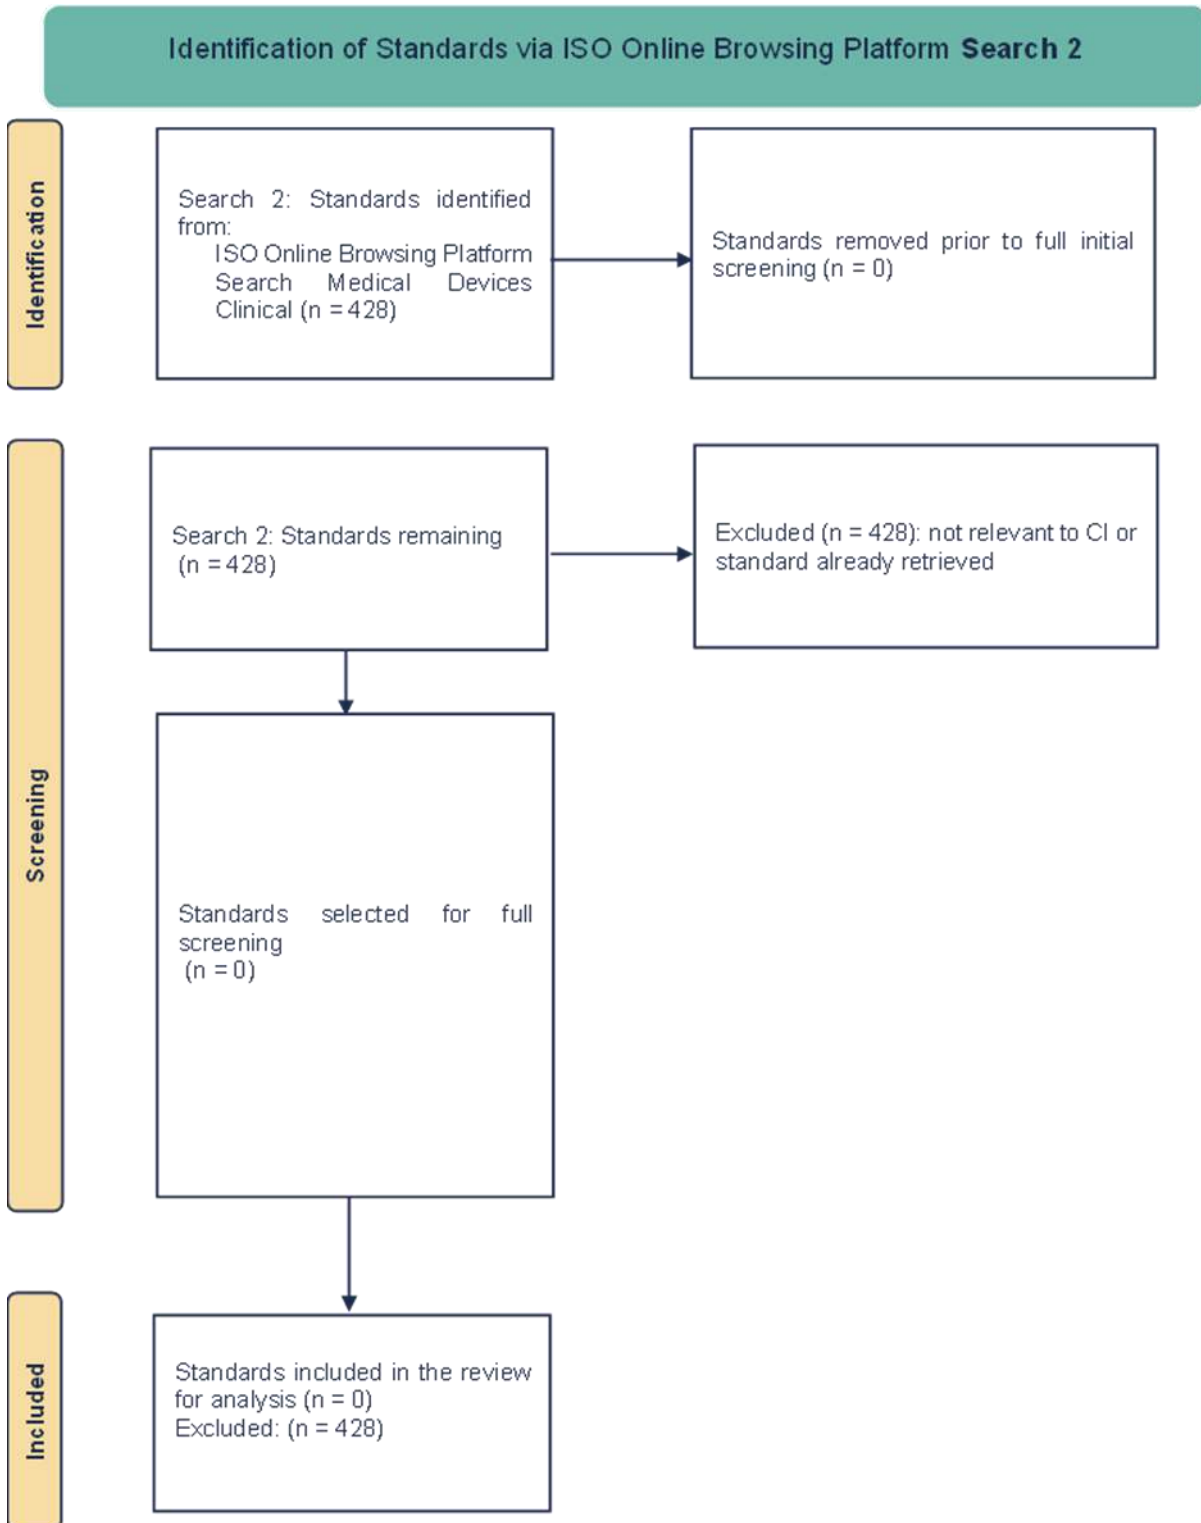 Identification of Standards via ISO Online Browsing Platform Search 2
Identification
Search 2: Standards identified
from:
ISO Online Browsing Platform
Search Medical Devices
Clinical (n = 428)
Standards removed prior to full initial
screening (n = 0)
Screening
Search 2: Standards remaining
(n = 428)
Excluded (n = 428): not relevant to CI or
standard already retrieved
Standards selected for full
screening
(n = 0)
Included
Standards included in the review
for analysis (n = 0)
Excluded: (n = 428)